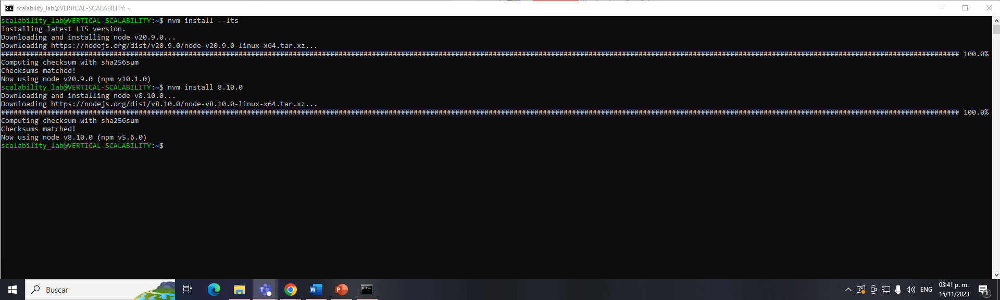 scalability_lab@VERTICAL-SCALABILITY: ~
scalability_lab@VERTICAL-SCALABILITY:~$ nvm install --lts
Installing latest LTS version.
Downloading and installing node v20.9.0...
Downloading https://nodejs.org/dist/v20.9.0/node-v20.9.0-linux-x64.tar.xz...
######################################################################################################################################################################################################################################## 100.0%
Computing checksum with sha256sum
Checksums matched!
Now using node v20.9.0 (npm v10.1.0)
scalability_lab@VERTICAL-SCALABILITY:~$ nvm install 8.10.0
Downloading and installing node v8.10.0...
Downloading https://nodejs.org/dist/v8.10.0/node-v8.10.0-linux-x64.tar.xz...
######################################################################################################################################################################################################################################## 100.0%
Computing checksum with sha256sum
Checksums matched!
Now using node v8.10.0 (npm v5.6.0)
scalability_lab@VERTICAL-SCALABILITY:~$
Buscar
ENG
03:41 p. m.
15/11/2023
1